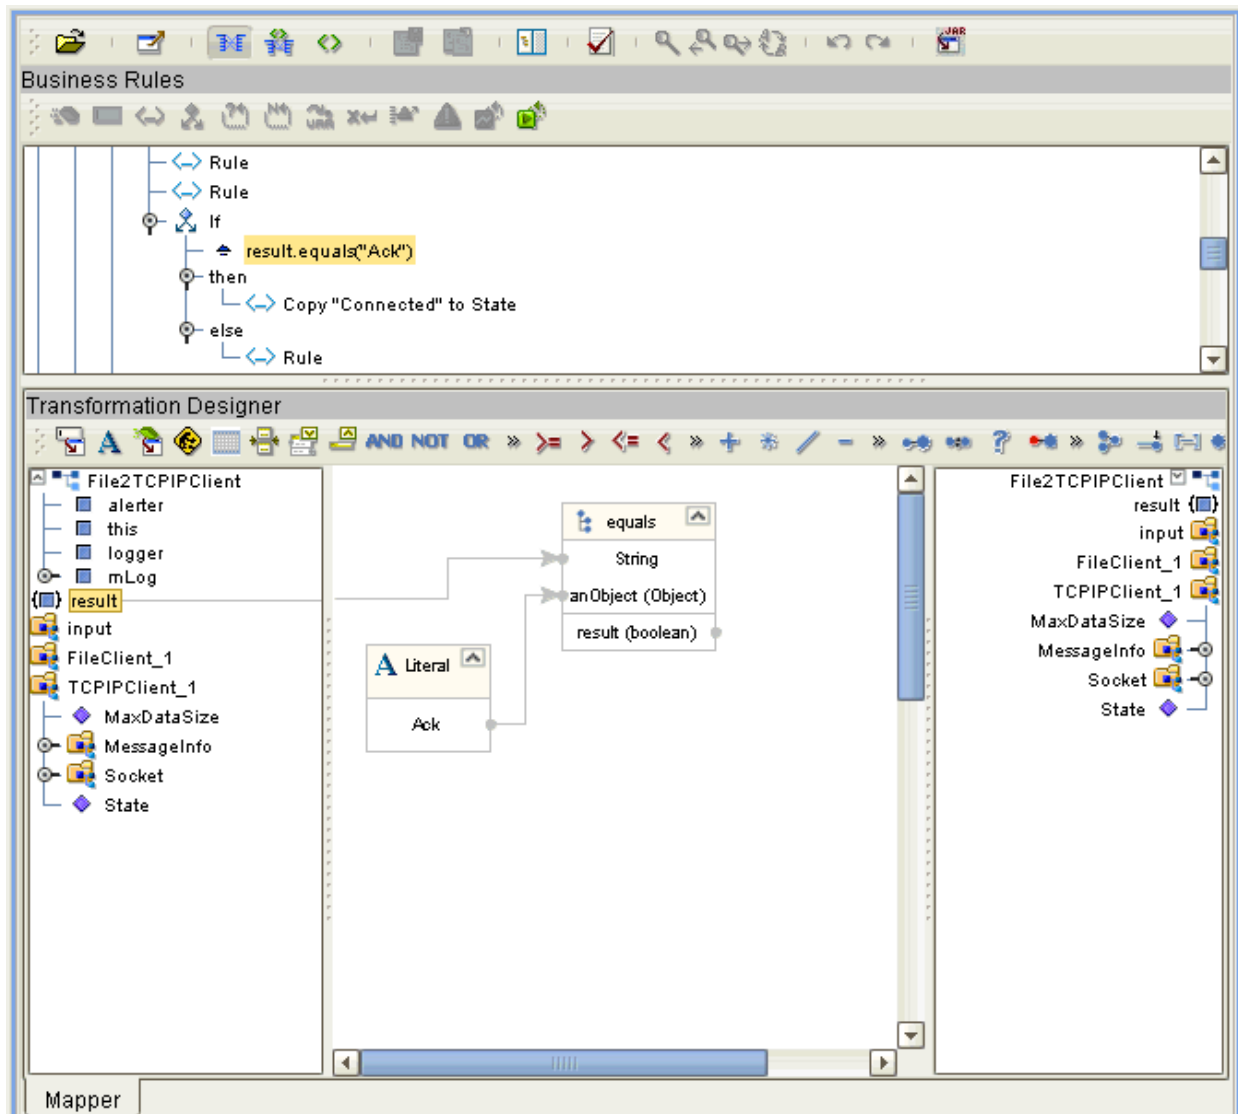 JAR
Business Rules
Rule
Rule
If
result.equals("Ack")
then
Copy "Connected" to State
else
Rule
Transformation Designer
A AND NOT OR » >= > <= < » + * / - » ? »
File2TCPIPClient
alerter
this
logger
mLog
result
input
FileClient_1
TCPIPClient_1
MaxDataSize
MessageInfo
Socket
State
equals
String
anObject (Object)
result (boolean)
A Literal
Ack
File2TCPIPClient
result
input
FileClient_1
TCPIPClient_1
MaxDataSize
MessageInfo
Socket
State
Mapper